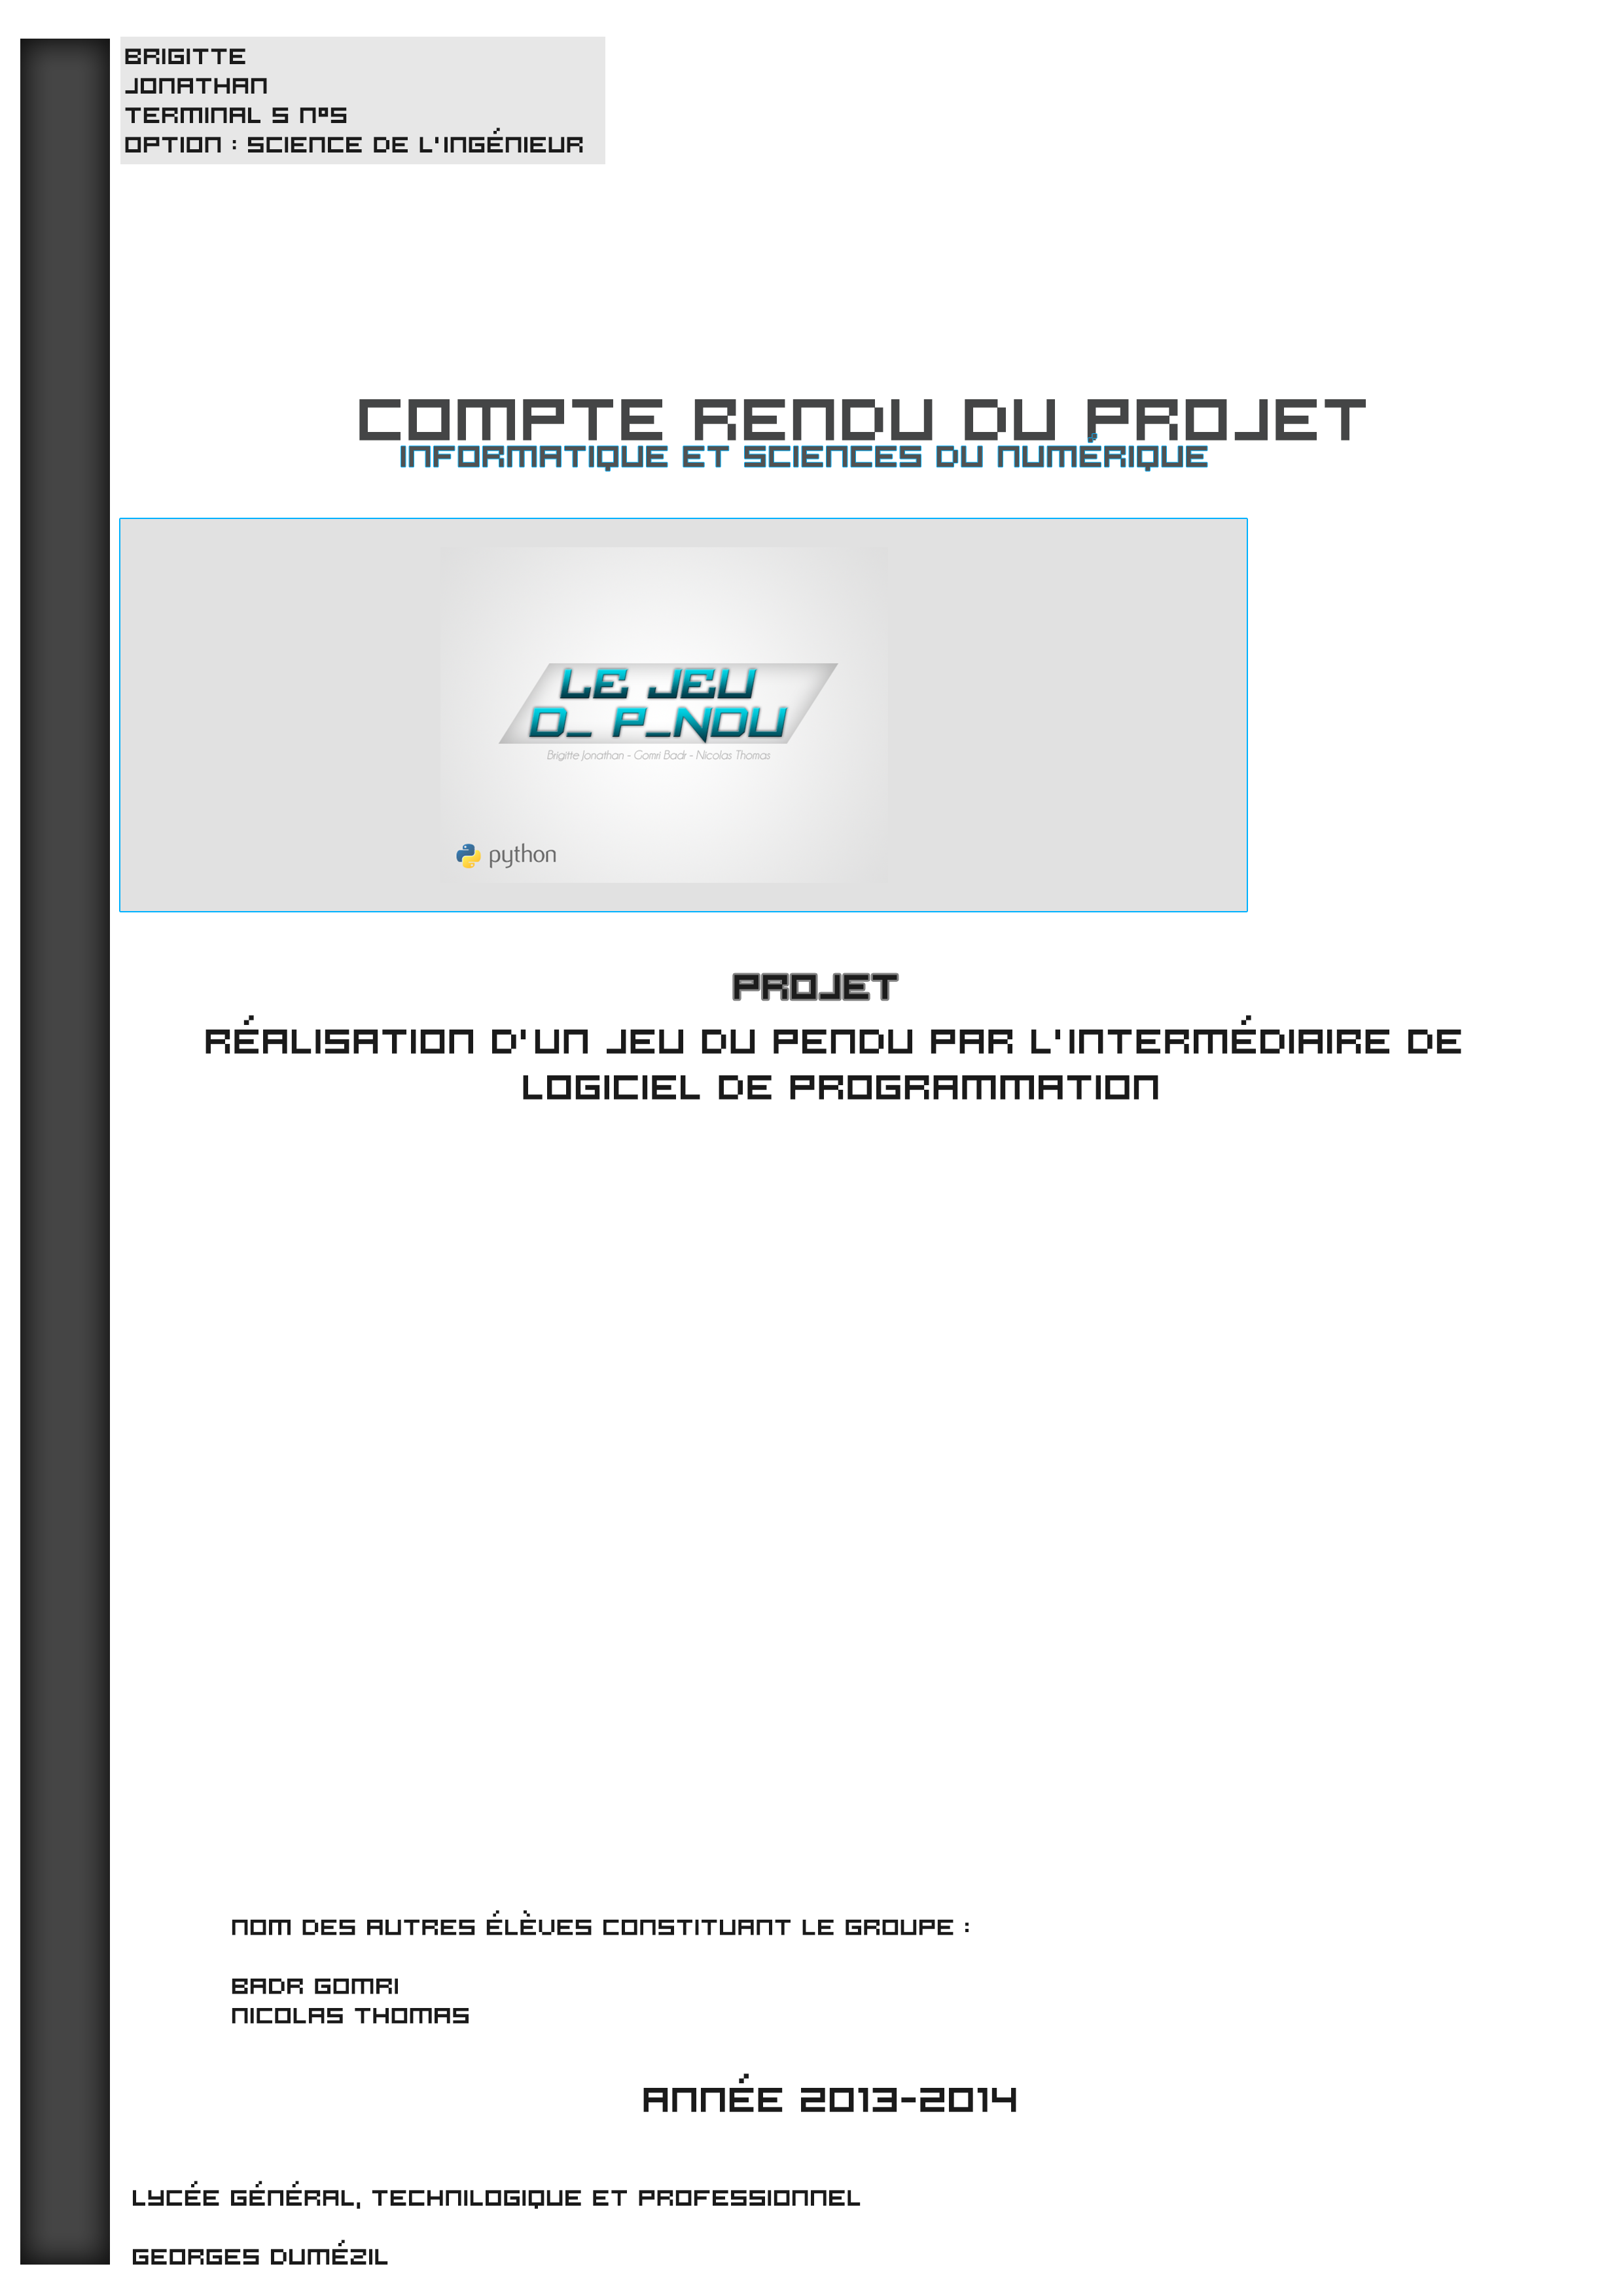 BRIGITTE
JONATHAN
TERMINAL S N°5
OPTION : SCIENCE DE L'INGÉNIEUR
COMPTE RENDU DU PROJET
INFORMATIQUE ET SCIENCES DU NUMÉRIQUE
LE JEU
D_ P_NDU
Brigitte Jonathan - Gomri Badr - Nicolas Thomas
python
PROJET
RÉALISATION D'UN JEU DU PENDU PAR L'INTERMÉDIAIRE DE
LOGICIEL DE PROGRAMMATION
NOM DES AUTRES ÉLÈVES CONSTITUANT LE GROUPE :
BADR GOMRI
NICOLAS THOMAS
ANNÉE 2013-2014
LYCÉE GÉNÉRAL, TECHNILOGIQUE ET PROFESSIONNEL
GEORGES DUMÉZIL